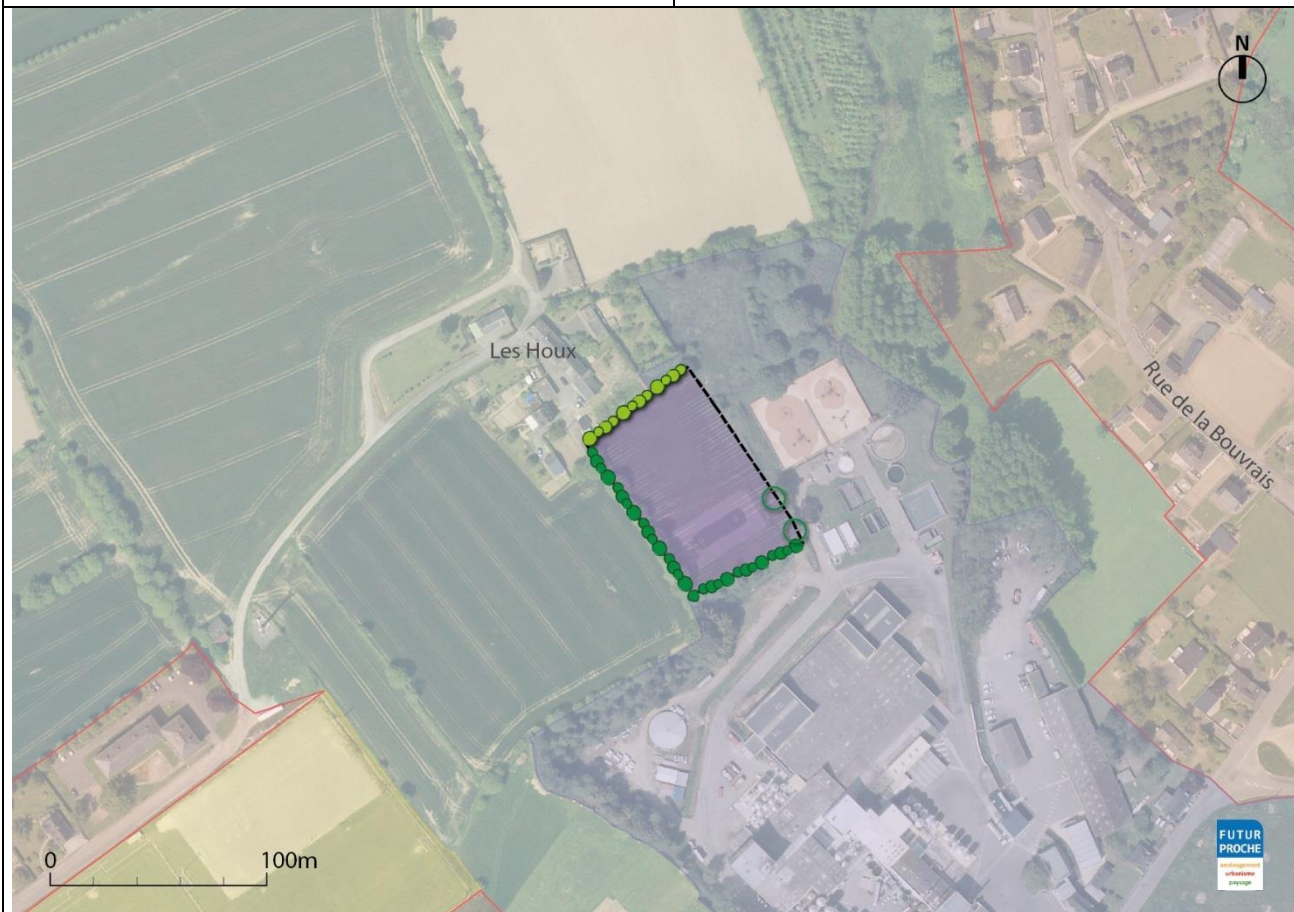 N
Les Houx
Rue de la Bouvrais
0
100m
FUTUR
PROCHE
aménagement
urbanisme
paysage